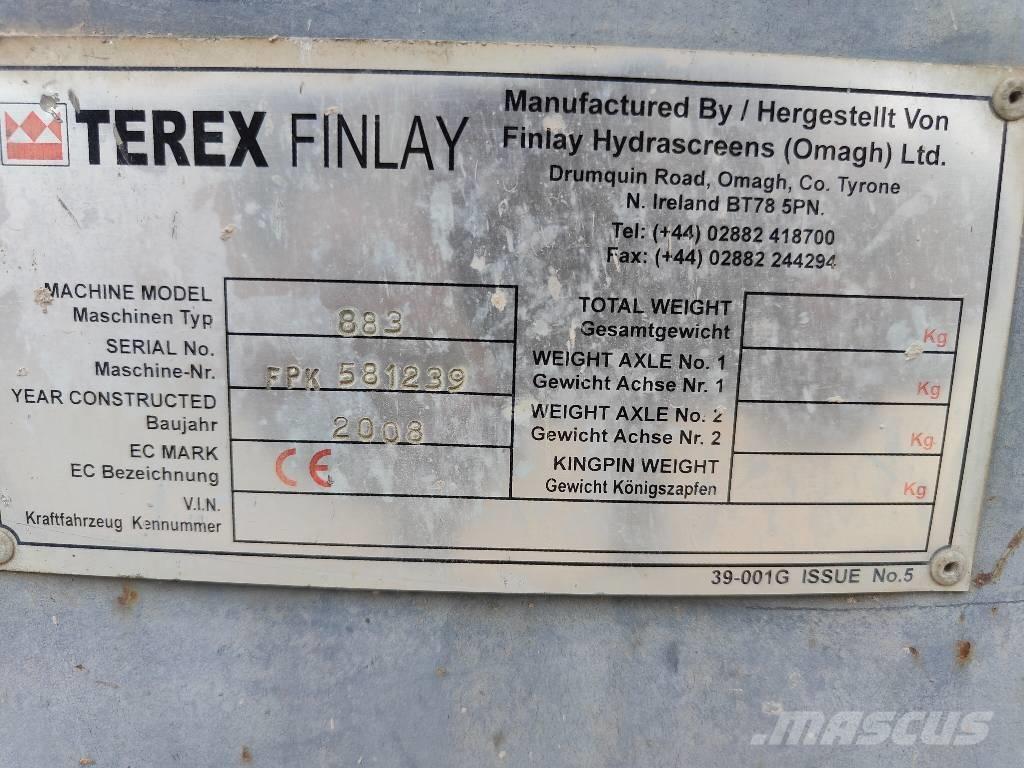 TEREX FINLAY
Manufactured By / Hergestellt Von
Finlay Hydrascreens (Omagh) Ltd.
Drumquin Road, Omagh, Co. Tyrone
N. Ireland BT78 5PN.
Tel: (+44) 02882 418700
Fax: (+44) 02882 244294
MACHINE MODEL
Maschinen Typ
883
SERIAL No.
Maschine-Nr.
FPK 581239
YEAR CONSTRUCTED
Baujahr
2008
EC MARK
EC Bezeichnung
CE
V.I.N.
Kraftfahrzeug Kennummer
TOTAL WEIGHT
Gesamtgewicht
Kg
WEIGHT AXLE No. 1
Gewicht Achse Nr. 1
Kg
WEIGHT AXLE No. 2
Gewicht Achse Nr. 2
Kg
KINGPIN WEIGHT
Gewicht Königszapfen
Kg
39-001G ISSUE No.5
MASCUS